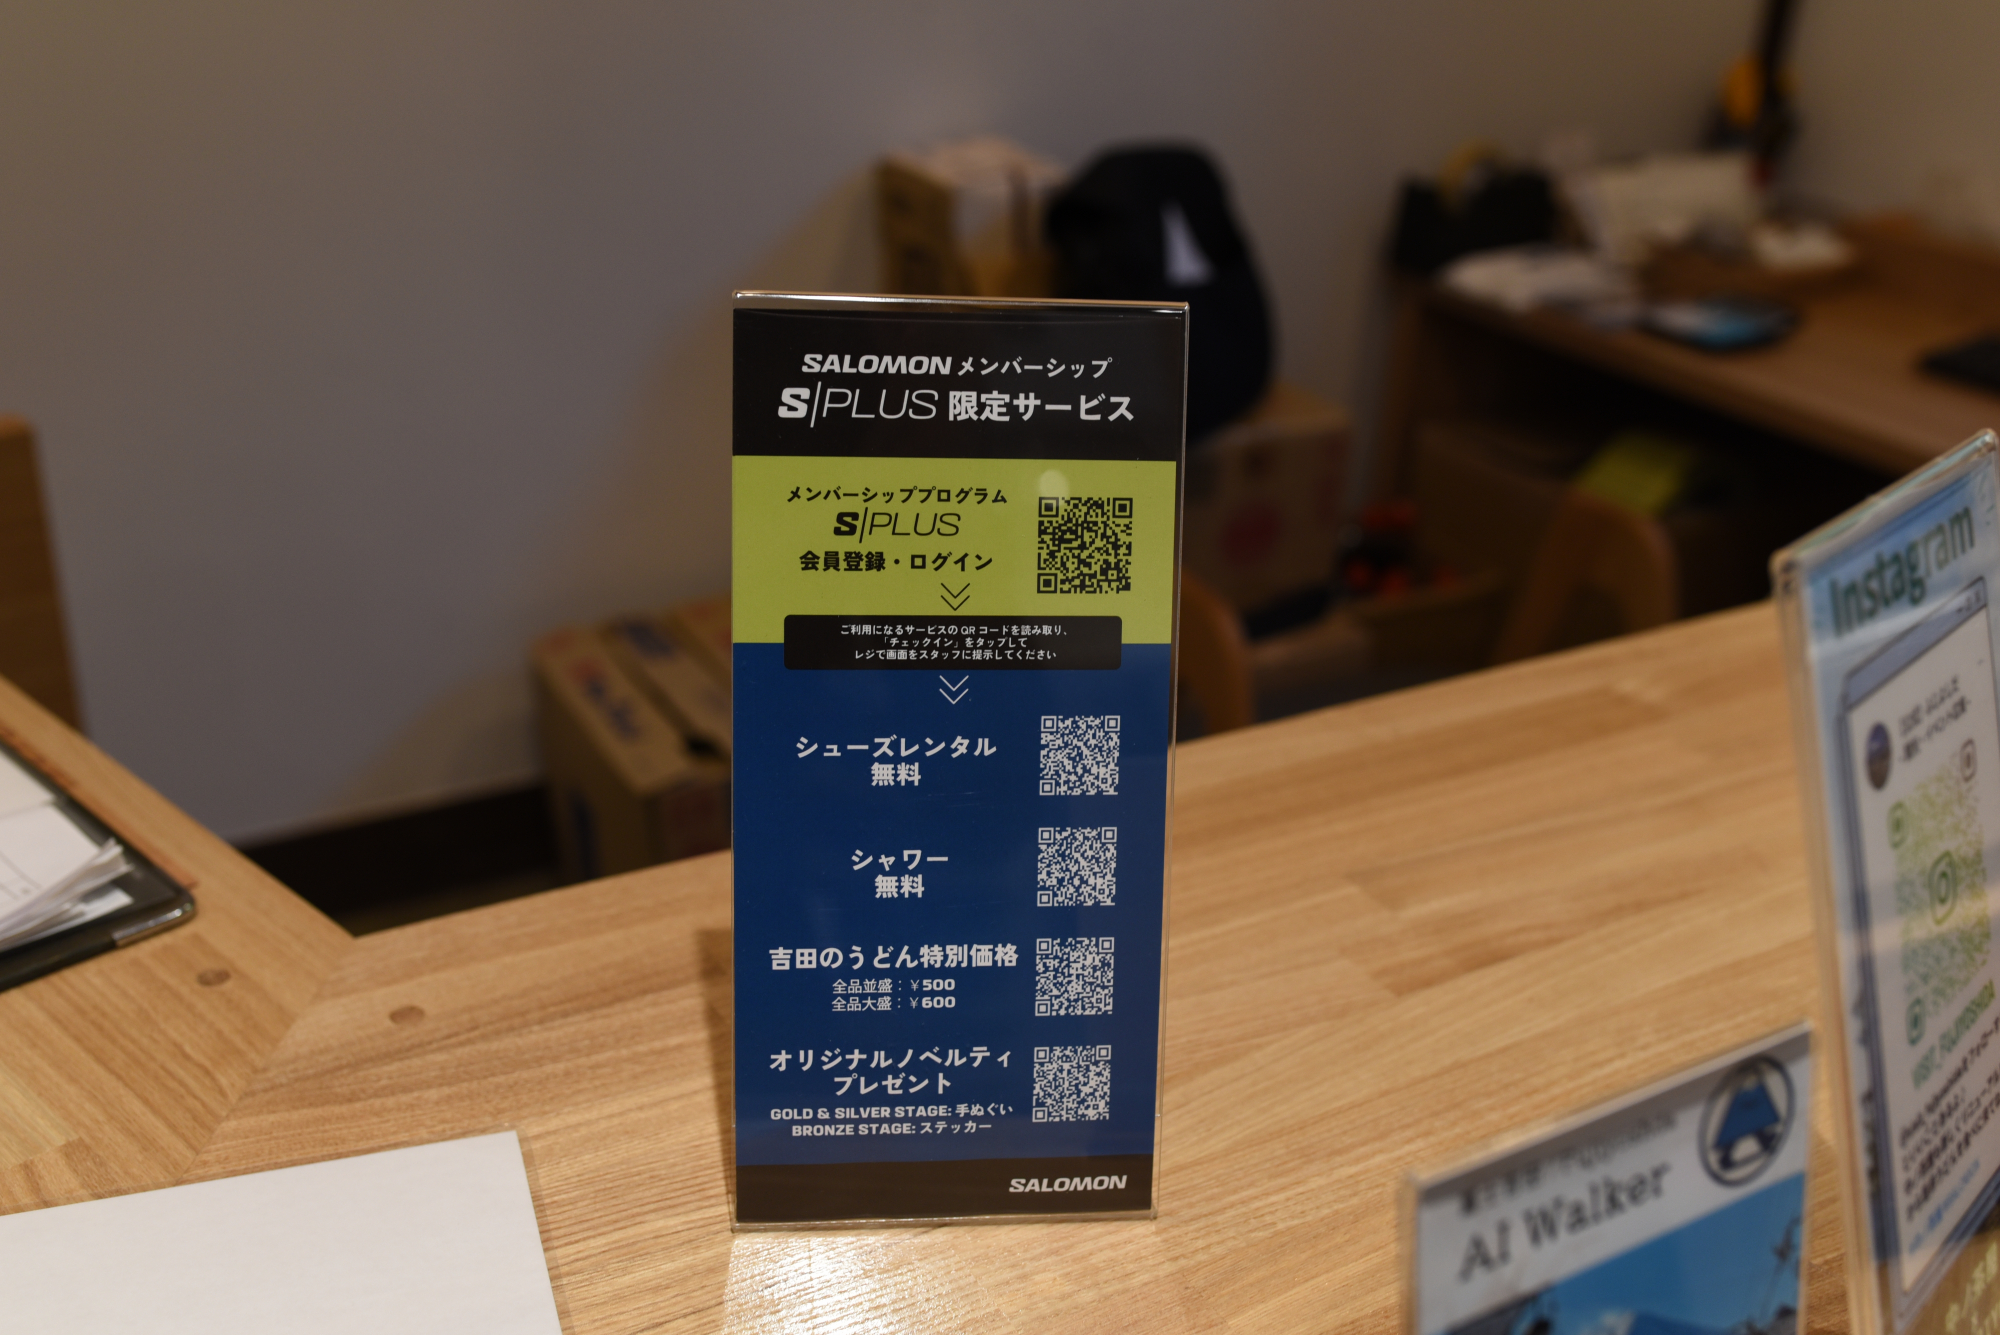 SALOMON メンバーシップ
S/PLUS 限定サービス
メンバーシッププログラム
S/PLUS
会員登録・ログイン
ご利用になるサービスのQRコードを読み取り、
「チェックイン」をタップして
レジで画面をスタッフに提示してください
シューズレンタル
無料
シャワー
無料
吉田のうどん特別価格
全品並盛：¥500
全品大盛：¥600
オリジナルノベルティ
プレゼント
GOLD & SILVER STAGE: 手ぬぐい
BRONZE STAGE: ステッカー
SALOMON
Instagram
AI Walker